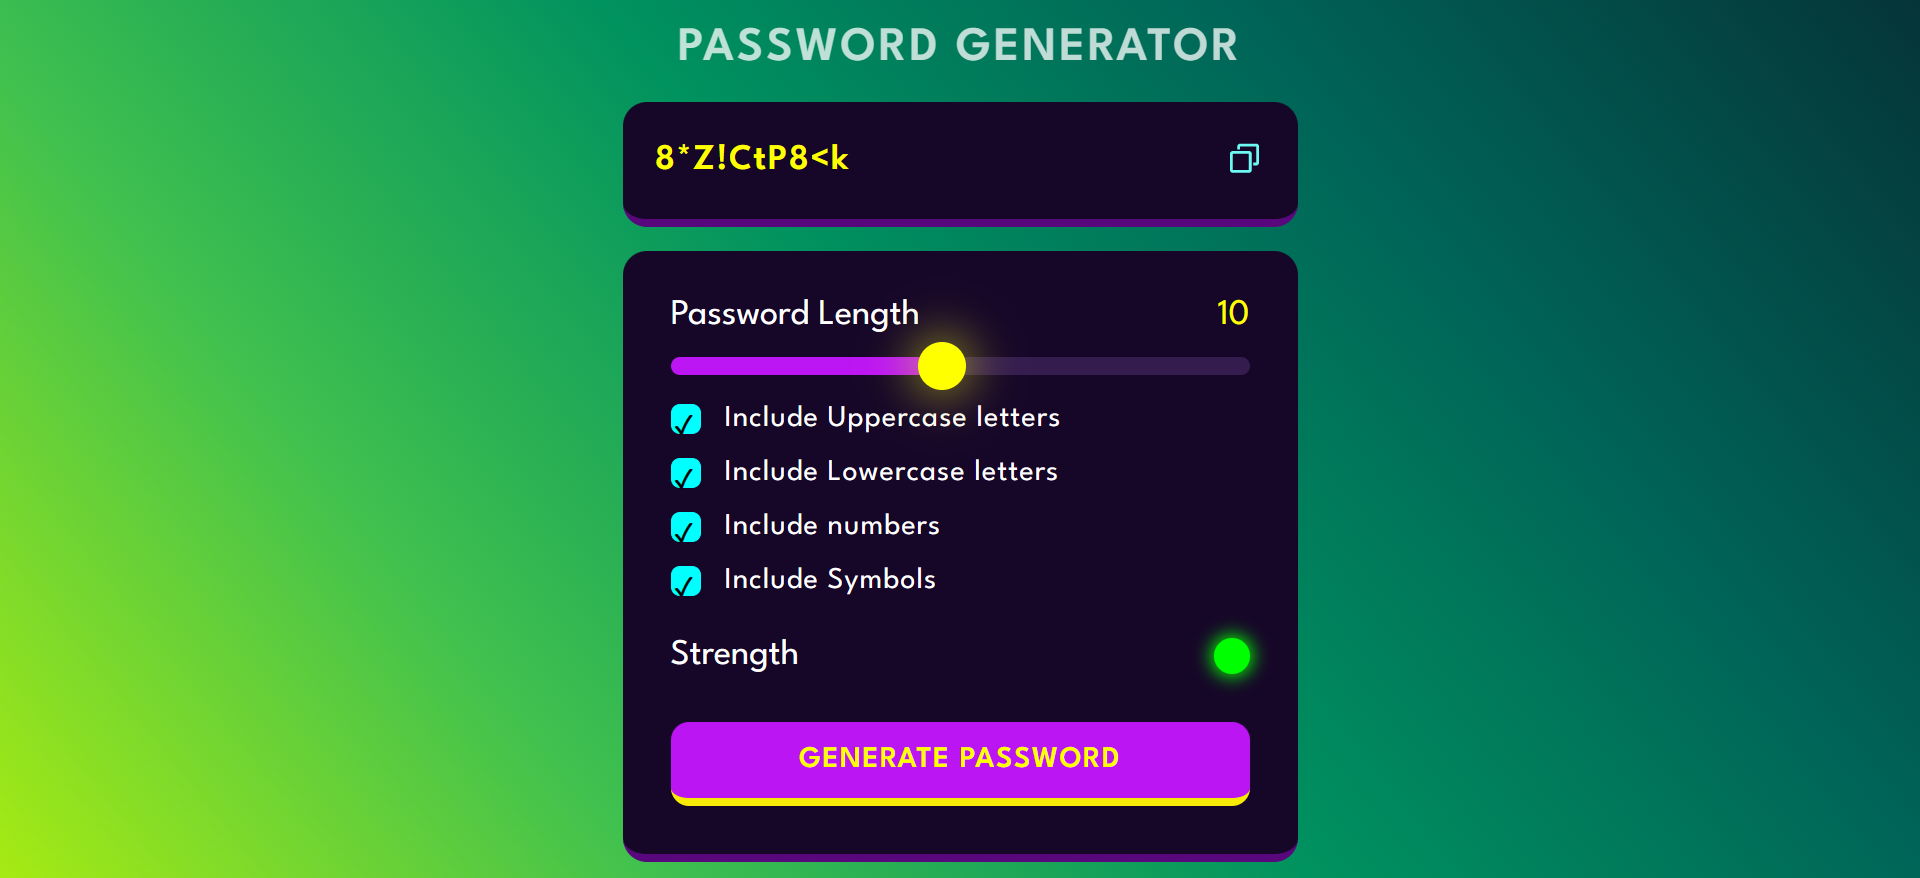 PASSWORD GENERATOR
8*Z!CtP8<k
Password Length 10
Include Uppercase letters
Include Lowercase letters
Include numbers
Include Symbols
Strength
GENERATE PASSWORD